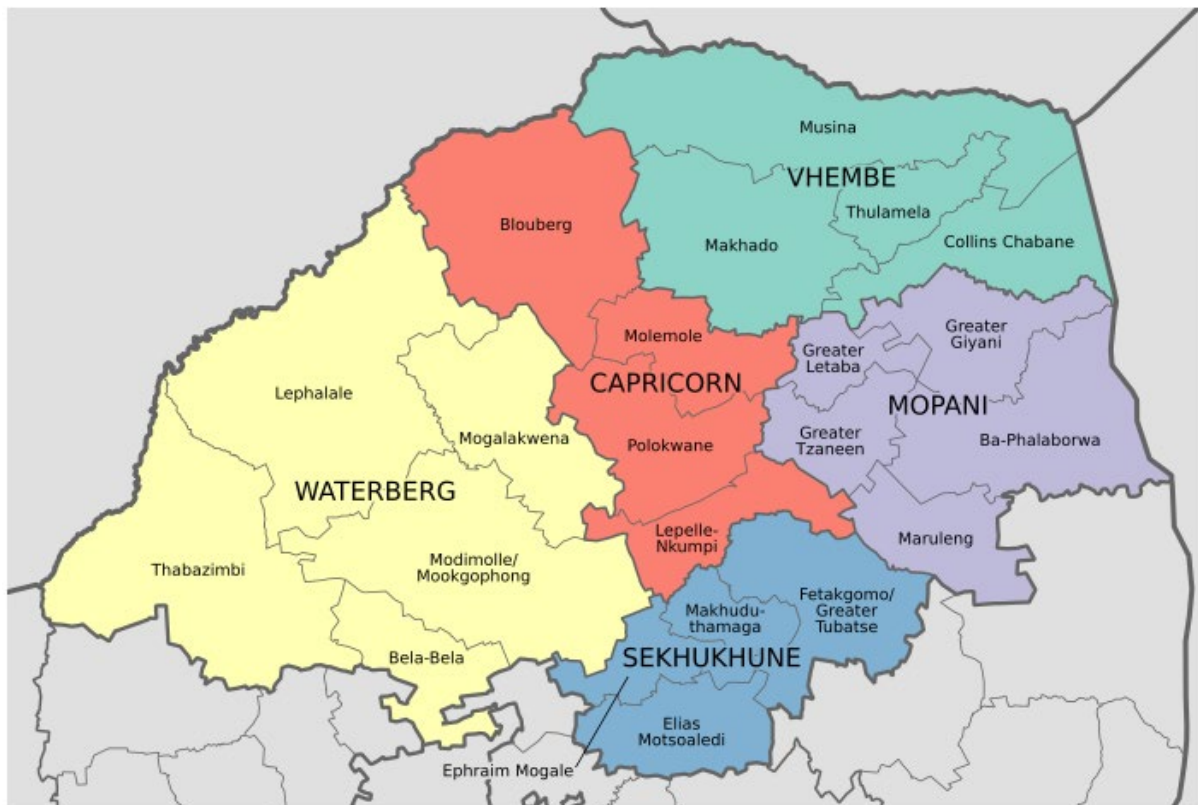 Musina
VHEMBE
Thulamela
Blouberg
Makhado
Collins Chabane
Molemole
Greater
Giyani
Greater
Letaba
CAPRICORN
Lephalale
MOPANI
Mogalakwena
Polokwane
Greater
Tzaneen
Ba-Phalaborwa
WATERBERG
Lepelle-
Nkumpi
Maruleng
Thabazimbi
Modimolle/
Mookgophong
Makhudu-
thamaga
Fetakgomo/
Greater
Tubatse
Bela-Bela
SEKHUKHUNE
Elias
Motsoaledi
Ephraim Mogale